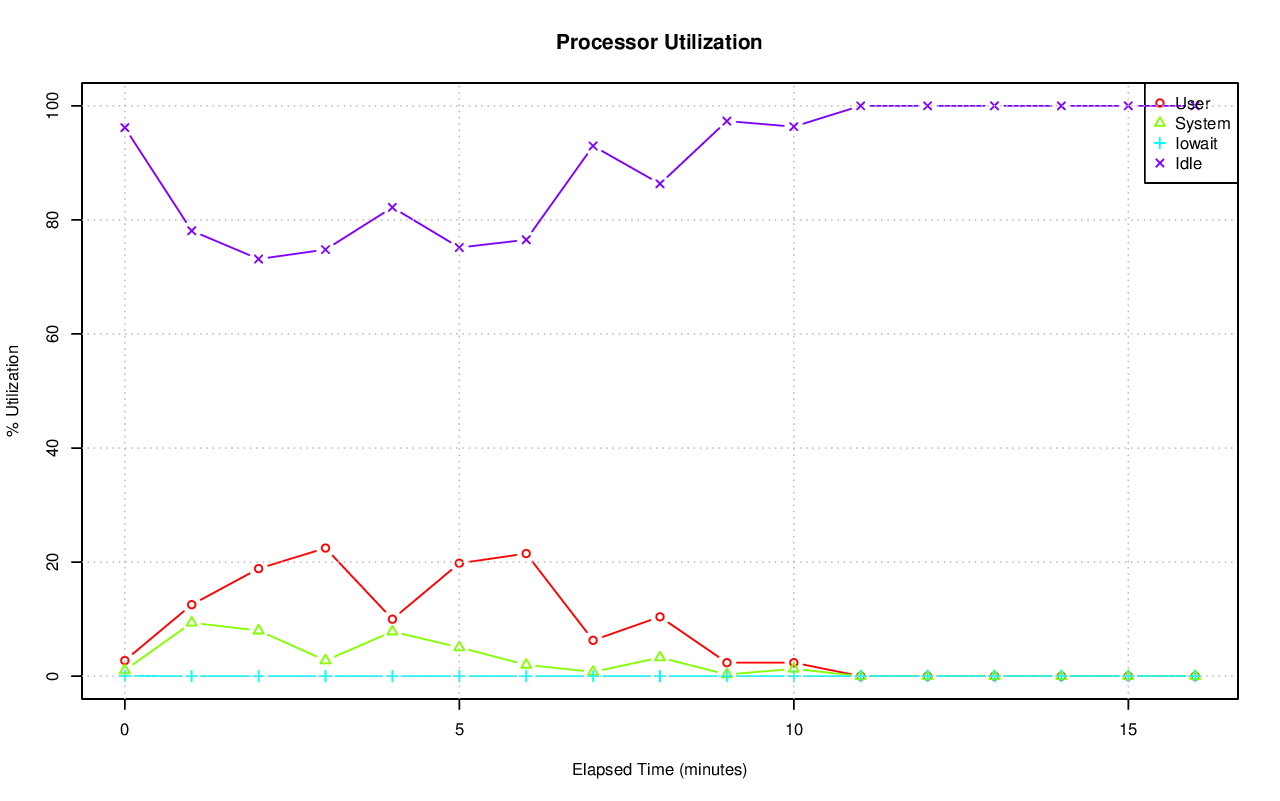 Processor Utilization
% Utilization
100
80
60
40
20
0
User
System
Iowait
Idle
0 5 10 15
Elapsed Time (minutes)